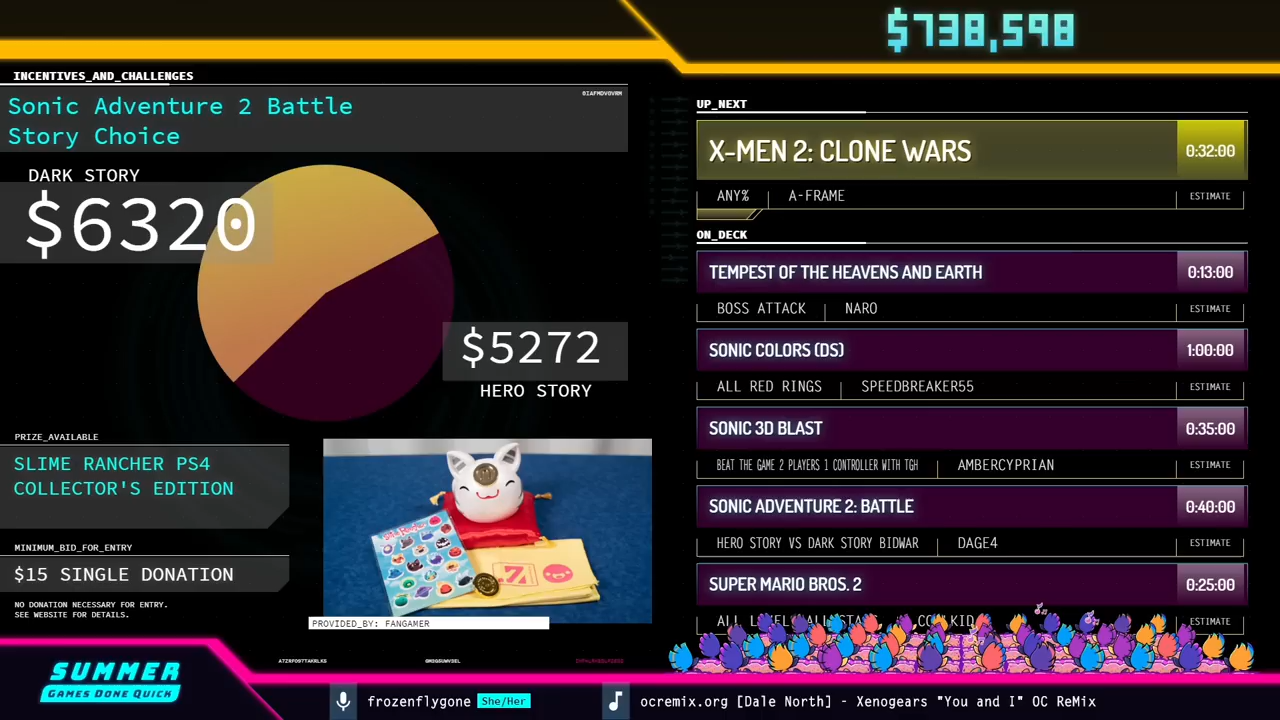 $738,598
INCENTIVES_AND_CHALLENGES
Sonic Adventure 2 Battle
Story Choice
DARK STORY
$6320
$5272
HERO STORY
PRIZE_AVAILABLE
SLIME RANCHER PS4
COLLECTOR'S EDITION
MINIMUM_BID_FOR_ENTRY
$15 SINGLE DONATION
NO DONATION NECESSARY FOR ENTRY.
SEE WEBSITE FOR DETAILS.
PROVIDED_BY: FANGAMER
UP_NEXT
X-MEN 2: CLONE WARS 0:32:00
ANY% A-FRAME ESTIMATE
ON_DECK
TEMPEST OF THE HEAVENS AND EARTH 0:13:00
BOSS ATTACK NARO ESTIMATE
SONIC COLORS (DS) 1:00:00
ALL RED RINGS SPEEDBREAKER55 ESTIMATE
SONIC 3D BLAST 0:35:00
BEAT THE GAME 2 PLAYERS 1 CONTROLLER WITH TGH AMBERCYPRIAN ESTIMATE
SONIC ADVENTURE 2: BATTLE 0:40:00
HERO STORY VS DARK STORY BIDWAR DAGE4 ESTIMATE
SUPER MARIO BROS. 2 0:25:00
ALL ESTIMATE
SUMMER
GAMES DONE QUICK
frozenflygone She/Her
ocremix.org [Dale North] - Xenogears "You and I" OC ReMix